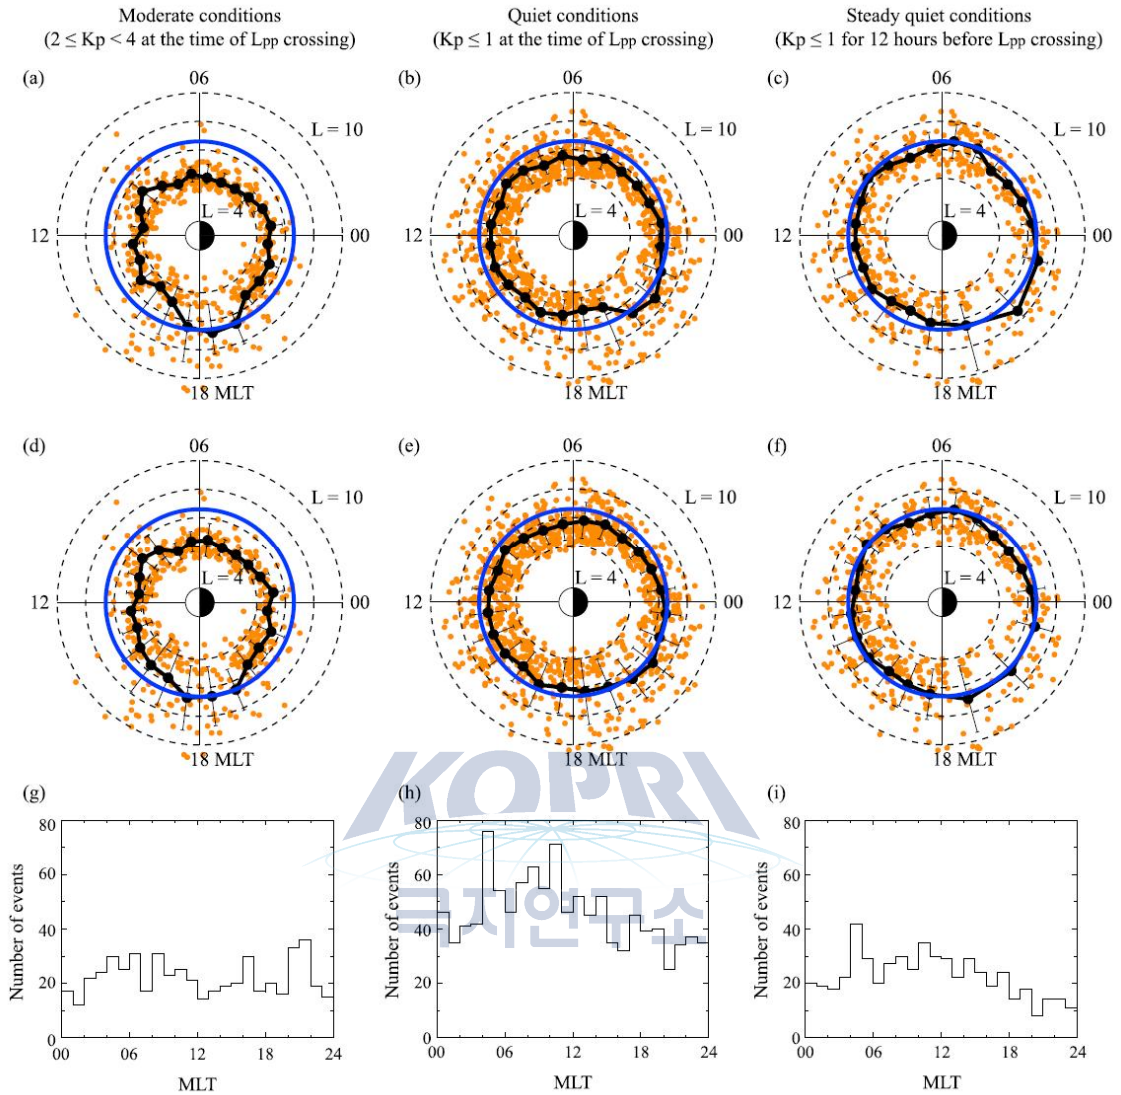 Moderate conditions
(2 ≤ Kp < 4 at the time of Lpp crossing)
Quiet conditions
(Kp ≤ 1 at the time of Lpp crossing)
Steady quiet conditions
(Kp ≤ 1 for 12 hours before Lpp crossing)
(a)
06
L = 10
L = 4
12
00
18 MLT
(b)
06
L = 10
L = 4
12
00
18 MLT
(c)
06
L = 10
L = 4
12
00
18 MLT
(d)
06
L = 10
L = 4
12
00
18 MLT
(e)
06
L = 10
L = 4
12
00
18 MLT
(f)
06
L = 10
L = 4
12
00
18 MLT
KOPRI
극지연구소
(g)
80
60
40
20
0
Number of events
00
06
12
18
24
MLT
(h)
80
60
40
20
0
Number of events
00
06
12
18
24
MLT
(i)
80
60
40
20
0
Number of events
00
06
12
18
24
MLT